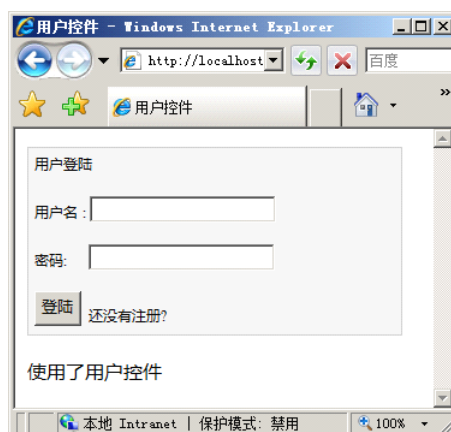 用户控件 - Windows Internet Explorer
http://localhost
百度
用户控件
»
用户登陆
用户名 :
密码:
登陆 还没有注册?
使用了用户控件
本地 Intranet | 保护模式: 禁用
100%